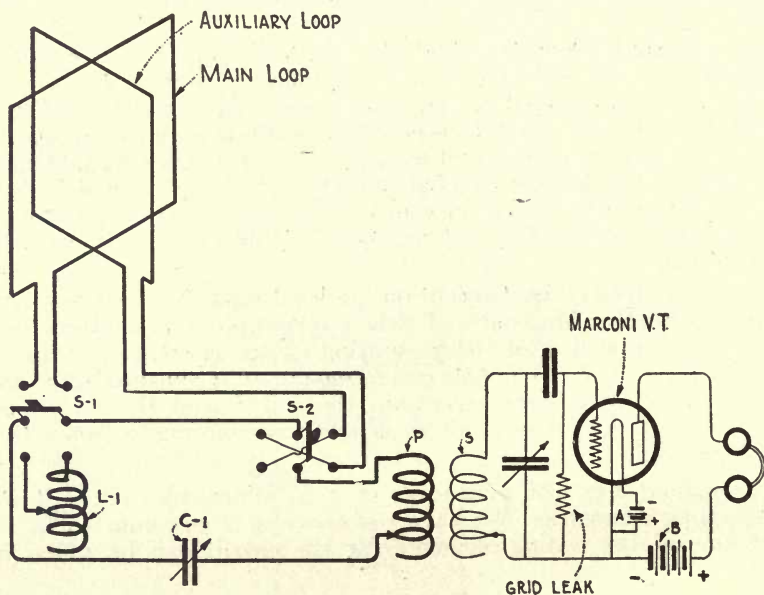 AUXILIARY LOOP
MAIN LOOP
MARCONI V.T.
S-1
S-2
P
S
L-1
C-1
A
-
+
B
-
+
GRID LEAK